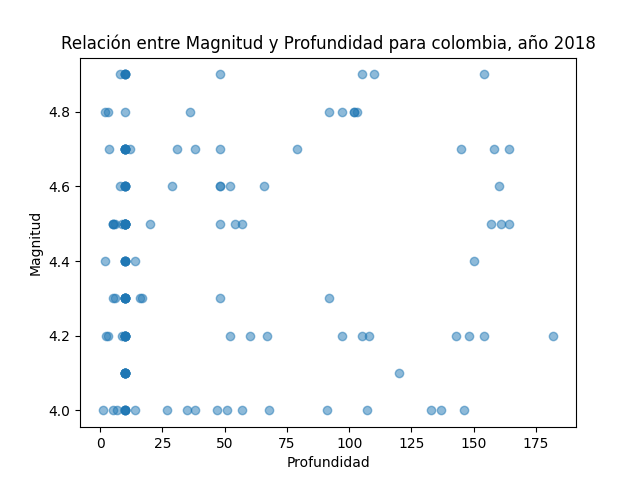 Relación entre Magnitud y Profundidad para colombia, año 2018
Magnitud
4.8
4.6
4.4
4.2
4.0
0 25 50 75 100 125 150 175
Profundidad